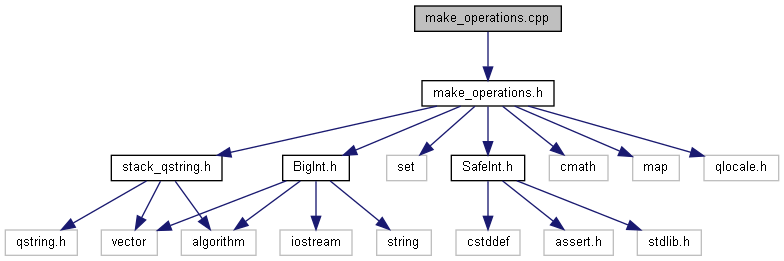 make_operations.cpp
make_operations.h
stack_qstring.h
BigInt.h
set
SafeInt.h
cmath
map
qlocale.h
qstring.h
vector
algorithm
iostream
string
cstddef
assert.h
stdlib.h